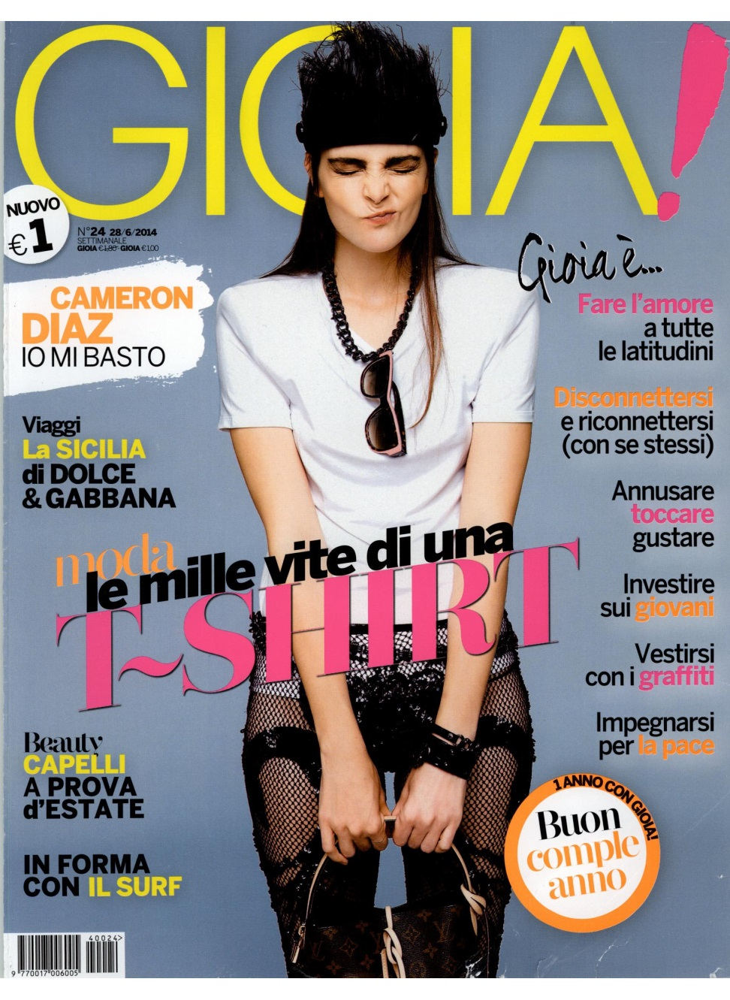 GIOIA!
NUOVO
€1
N°24 28/6/2014
SETTIMANALE
GIOIA €1,80 GIOIA €1,00
CAMERON
DIAZ
IO MI BASTO
Viaggi
La SICILIA
di DOLCE
& GABBANA
moda
le mille vite di una
T-SHIRT
Beauty
CAPELLI
A PROVA
d'ESTATE
IN FORMA
CON IL SURF
Gioia è...
Fare l'amore
a tutte
le latitudini
Disconnettersi
e riconnettersi
(con se stessi)
Annusare
toccare
gustare
Investire
sui giovani
Vestirsi
con i graffiti
Impegnarsi
per la pace
1 ANNO CON GIOIA!
Buon
comple
anno
40024>
9 770017 006005